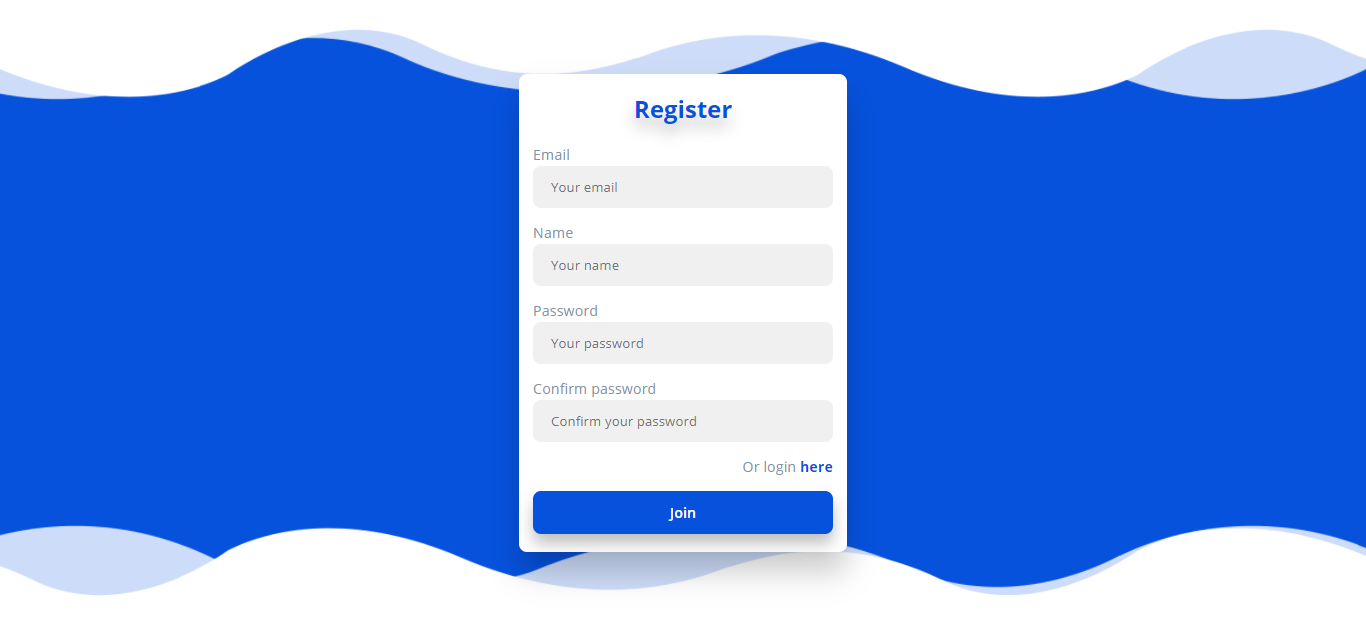 Register
Email
Your email
Name
Your name
Password
Your password
Confirm password
Confirm your password
Or login here
Join